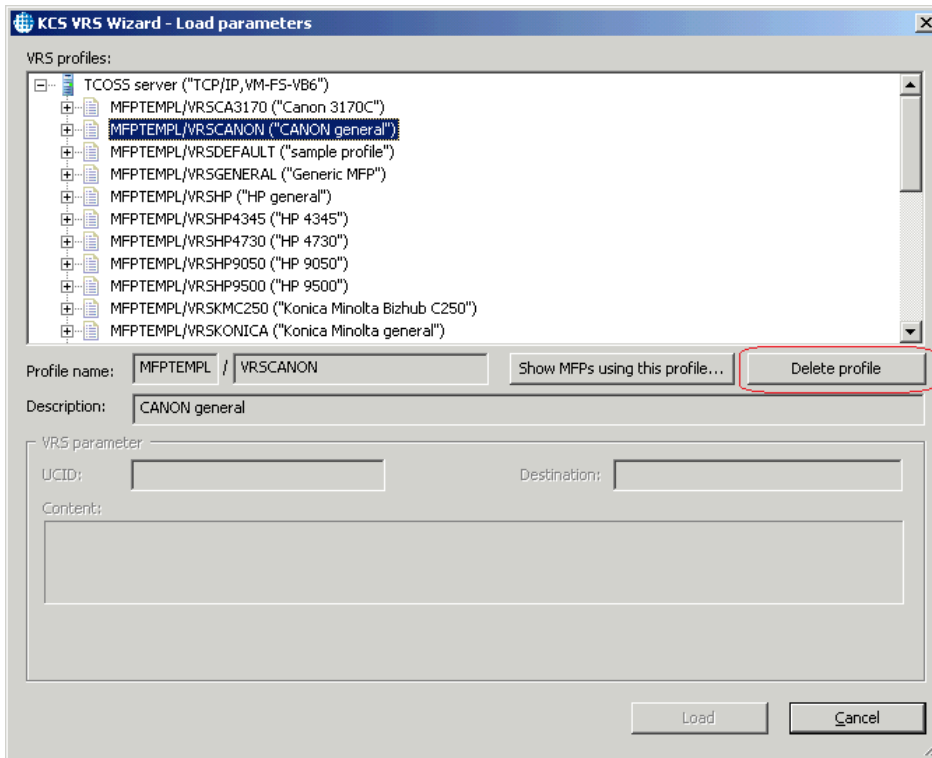 KCS VRS Wizard - Load parameters
VRS profiles:
TCOSS server ("TCP/IP,VM-FS-VB6")
MFPTEMPL/VRSCA3170 ("Canon 3170C")
MFPTEMPL/VRSCANON ("CANON general")
MFPTEMPL/VRSDEFAULT ("sample profile")
MFPTEMPL/VRSGENERAL ("Generic MFP")
MFPTEMPL/VRSHP ("HP general")
MFPTEMPL/VRSHP4345 ("HP 4345")
MFPTEMPL/VRSHP4730 ("HP 4730")
MFPTEMPL/VRSHP9050 ("HP 9050")
MFPTEMPL/VRSHP9500 ("HP 9500")
MFPTEMPL/VRSKMC250 ("Konica Minolta Bizhub C250")
MFPTEMPL/VRSKONICA ("Konica Minolta general")
Profile name: MFPTEMPL / VRSCANON Show MFPs using this profile... Delete profile
Description: CANON general
VRS parameter
UCID: Destination:
Content:
Load Cancel